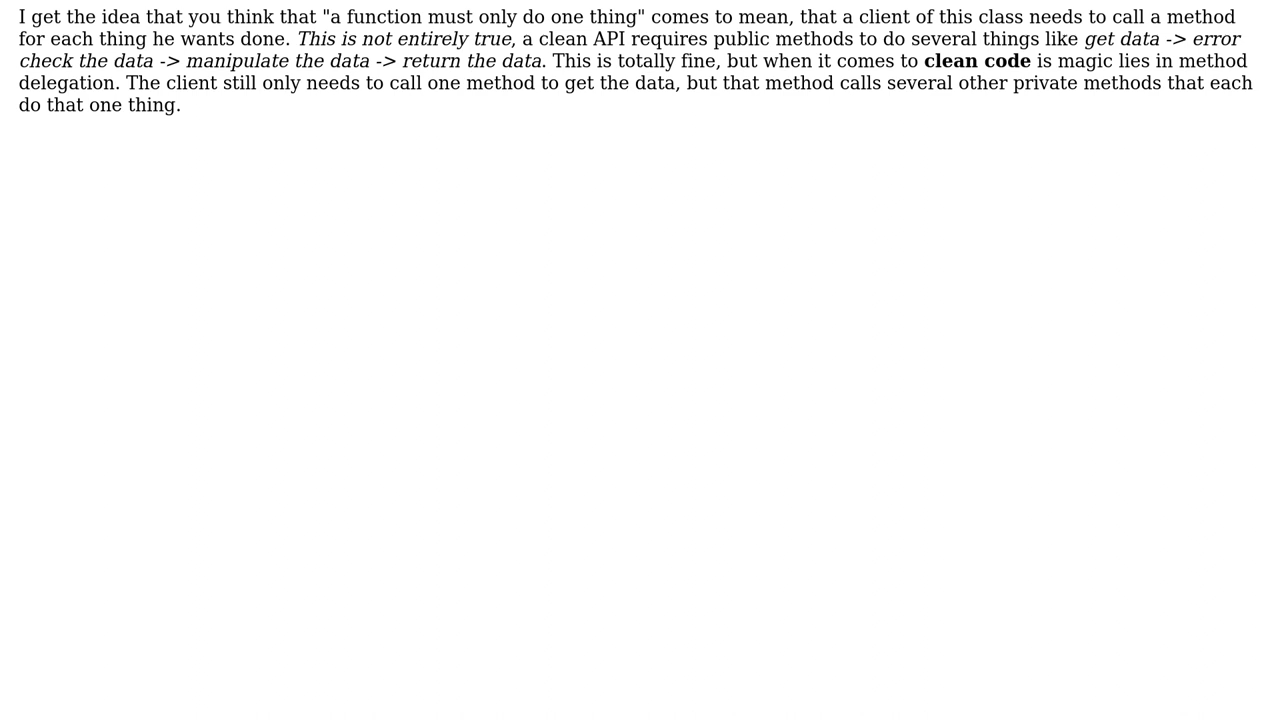 I get the idea that you think that "a function must only do one thing" comes to mean, that a client of this class needs to call a method
for each thing he wants done. This is not entirely true, a clean API requires public methods to do several things like get data -> error
check the data -> manipulate the data -> return the data. This is totally fine, but when it comes to clean code is magic lies in method
delegation. The client still only needs to call one method to get the data, but that method calls several other private methods that each
do that one thing.